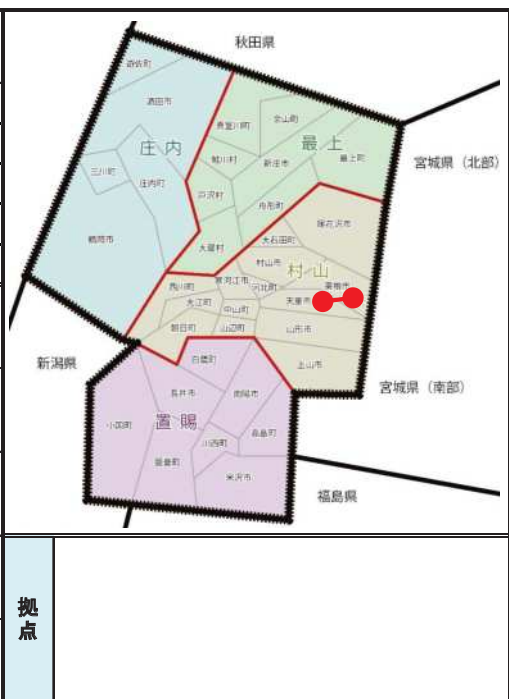 秋田県
遊佐町
酒田市
真室川町
金山町
庄内
最上
三川町
庄内町
鮭川村
新庄市
最上町
宮城県（北部）
戸沢村
舟形町
鶴岡市
大蔵村
大石田町
尾花沢市
村山市
村山
西川町
寒河江市
河北町
東根市
大江町
中山町
天童市
朝日町
山辺町
山形市
新潟県
白鷹町
上山市
宮城県（南部）
長井市
南陽市
小国町
置賜
高畠町
川西町
飯豊町
米沢市
福島県
拠点